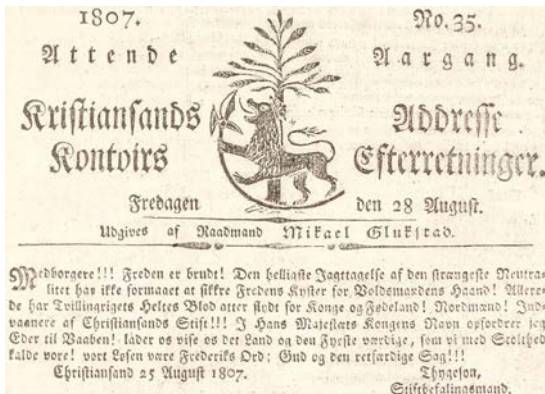 1807.
No. 35.
Attende Aargang.
Kristiansands Addresse
Kontoirs Efterretninger.
Fredagen den 28 August.
Udgives af Raadmand Mikael Glukstad.
Medborgere!!! Freden er brudt! Den helligste Jagttagelse af den strængeste Neutra-
litet har ikke formaaet at sikkre Fredens Kyster for Voldsmandens Haand! Allere-
de har Tvillingrigets Heltes Blod atter flydt for Konge og Fødeland! Nordmænd! Ind-
vaanere af Christiansands Stift!!! I Hans Majestæts Kongens Navn opfordrer jeg
Eder til Vaaben! lader os vise os det Land og den Fyrste værdige, som vi med Stolthed
kalde vore! vort Løsen være Frederiks Ord: Gud og den retfærdige Sag!!!
Christiansand 25 August 1807. Thygeson,
Stiftbefalingsmand.